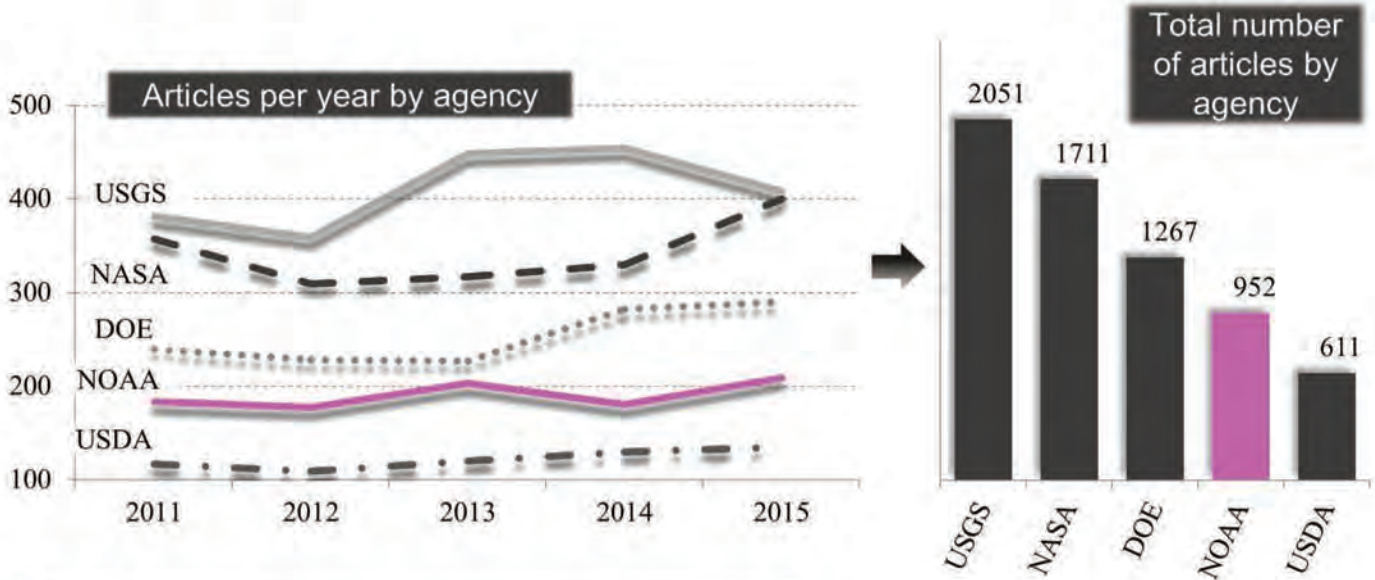 Articles per year by agency
500
400
300
200
100
USGS
NASA
DOE
NOAA
USDA
2011 2012 2013 2014 2015
Total number
of articles by
agency
2051
1711
1267
952
611
USGS NASA DOE NOAA USDA